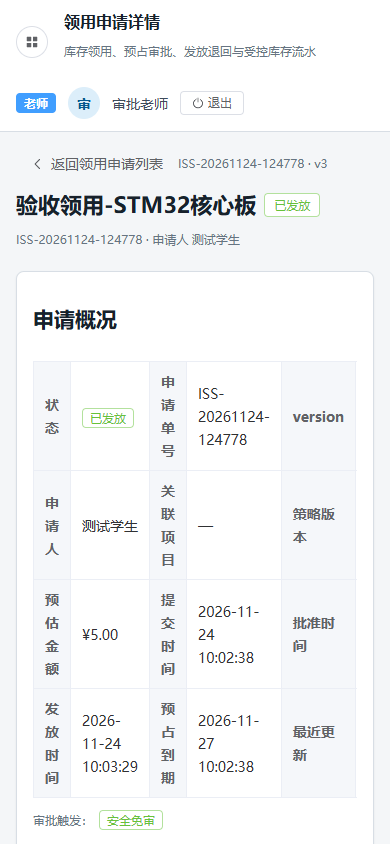 领用申请详情
库存领用、预占审批、发放退回与受控库存流水
老师 审 审批老师 退出
返回领用申请列表 ISS-20261124-124778 · v3
验收领用-STM32核心板 已发放
ISS-20261124-124778 · 申请人 测试学生
申请概况
状态 已发放 申请单号 ISS-20261124-124778 version
申请人 测试学生 关联项目 — 策略版本
预估金额 ¥5.00 提交时间 2026-11-24 10:02:38 批准时间
发放时间 2026-11-24 10:03:29 预占到期 2026-11-27 10:02:38 最近更新
审批触发： 安全免审